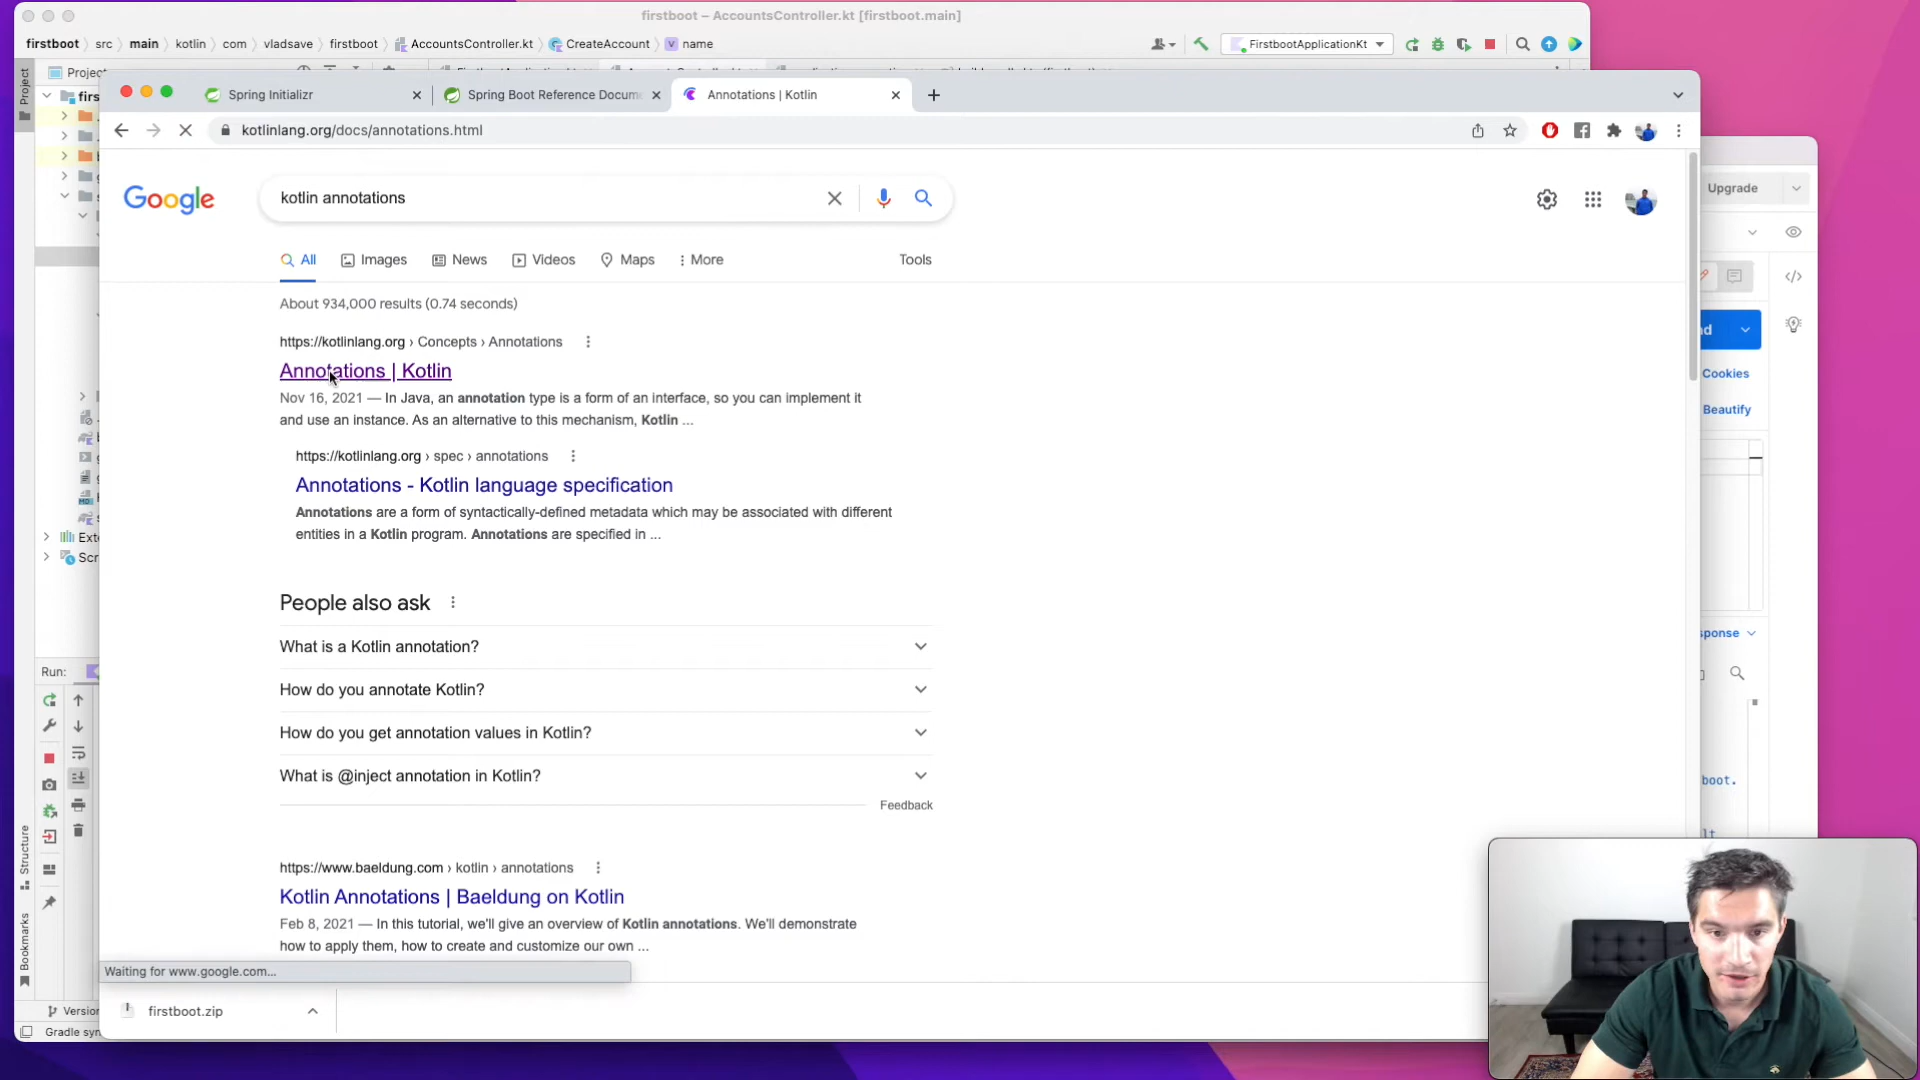 firstboot – AccountsController.kt [firstboot.main]
firstboot › src › main › kotlin › com › vladsave › firstboot › AccountsController.kt › CreateAccount › name
FirstbootApplicationKt
Project
Project
Spring Initializr
Spring Boot Reference Docum
Annotations | Kotlin
firs
kotlinlang.org/docs/annotations.html
Google
kotlin annotations
Upgrade
All
Images
News
Videos
Maps
More
Tools
About 934,000 results (0.74 seconds)
https://kotlinlang.org › Concepts › Annotations
Annotations | Kotlin
Nov 16, 2021 — In Java, an annotation type is a form of an interface, so you can implement it
and use an instance. As an alternative to this mechanism, Kotlin ...
Cookies
Beautify
https://kotlinlang.org › spec › annotations
Annotations - Kotlin language specification
Annotations are a form of syntactically-defined metadata which may be associated with different
entities in a Kotlin program. Annotations are specified in ...
Ext
Scr
People also ask
What is a Kotlin annotation?
sponse
Run:
How do you annotate Kotlin?
How do you get annotation values in Kotlin?
What is @inject annotation in Kotlin?
boot.
Feedback
lt
Structure
https://www.baeldung.com › kotlin › annotations
Kotlin Annotations | Baeldung on Kotlin
Feb 8, 2021 — In this tutorial, we'll give an overview of Kotlin annotations. We'll demonstrate
how to apply them, how to create and customize our own ...
Bookmarks
Waiting for www.google.com...
firstboot.zip
Version
Gradle syn